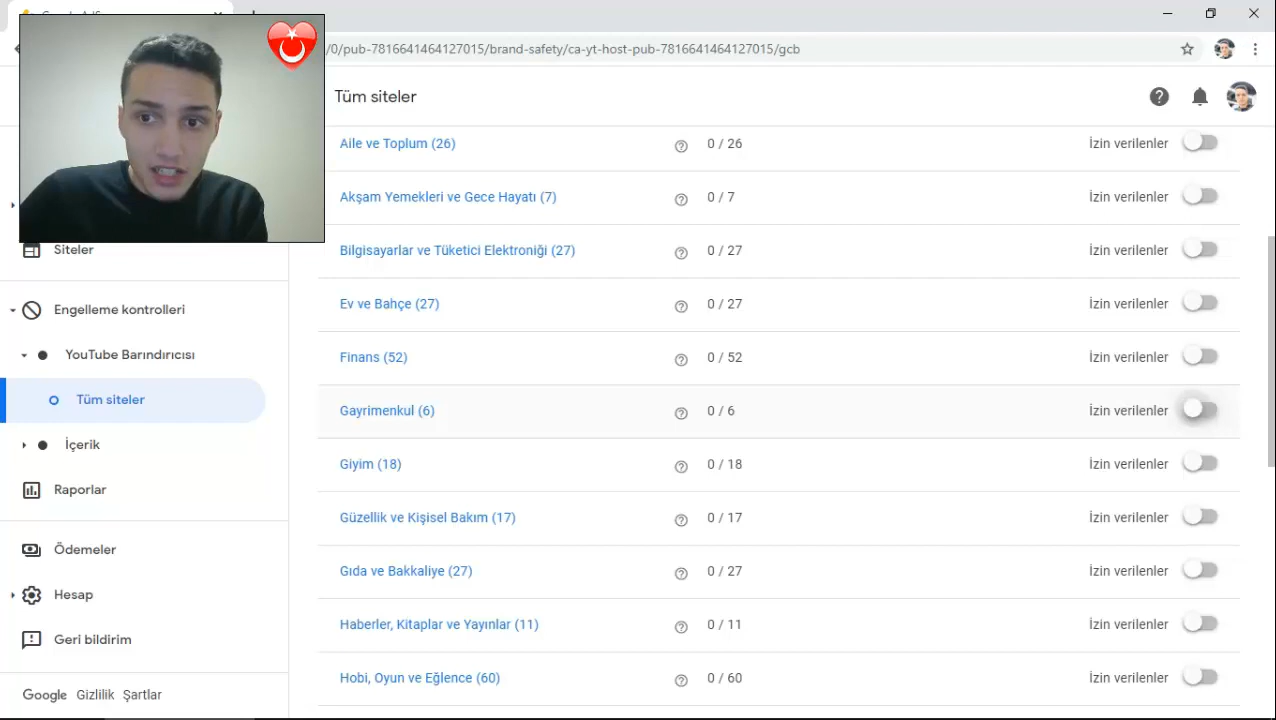 /0/pub-7816641464127015/brand-safety/ca-yt-host-pub-7816641464127015/gcb
Tüm siteler
Aile ve Toplum (26) 0 / 26 İzin verilenler
Akşam Yemekleri ve Gece Hayatı (7) 0 / 7 İzin verilenler
Bilgisayarlar ve Tüketici Elektroniği (27) 0 / 27 İzin verilenler
Ev ve Bahçe (27) 0 / 27 İzin verilenler
Finans (52) 0 / 52 İzin verilenler
Gayrimenkul (6) 0 / 6 İzin verilenler
Giyim (18) 0 / 18 İzin verilenler
Güzellik ve Kişisel Bakım (17) 0 / 17 İzin verilenler
Gıda ve Bakkaliye (27) 0 / 27 İzin verilenler
Haberler, Kitaplar ve Yayınlar (11) 0 / 11 İzin verilenler
Hobi, Oyun ve Eğlence (60) 0 / 60 İzin verilenler
Siteler
Engelleme kontrolleri
YouTube Barındırıcısı
Tüm siteler
İçerik
Raporlar
Ödemeler
Hesap
Geri bildirim
Google Gizlilik Şartlar